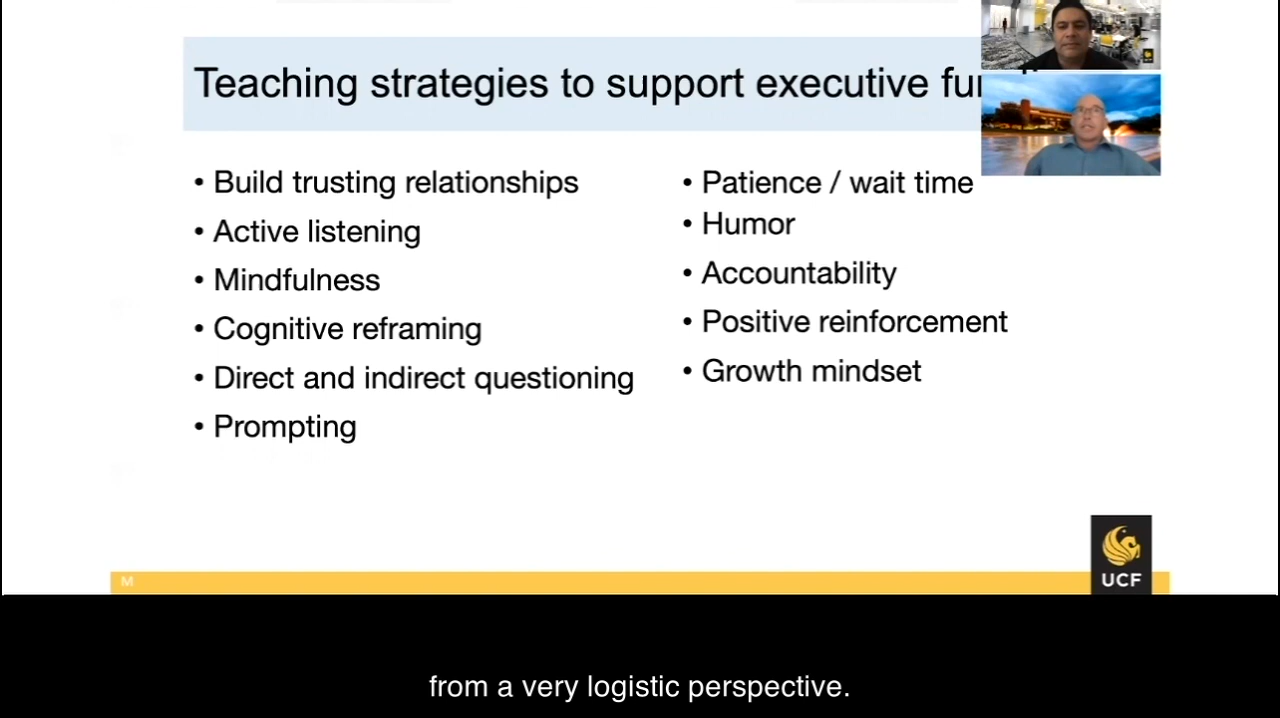 Teaching strategies to support executive fu
• Build trusting relationships
• Active listening
• Mindfulness
• Cognitive reframing
• Direct and indirect questioning
• Prompting
• Patience / wait time
• Humor
• Accountability
• Positive reinforcement
• Growth mindset
M
UCF
from a very logistic perspective.